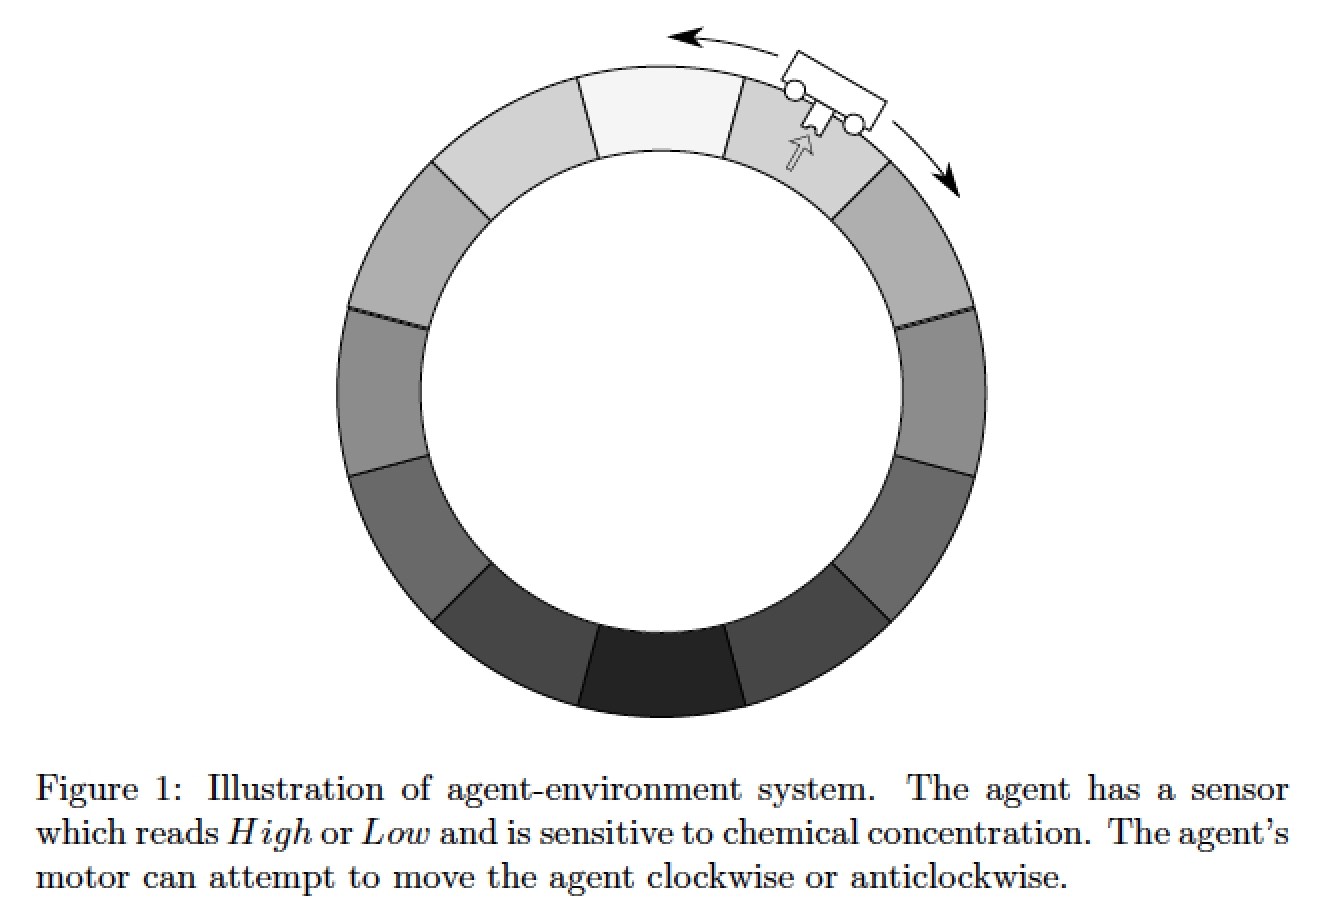 Figure 1: Illustration of agent-environment system. The agent has a sensor
which reads High or Low and is sensitive to chemical concentration. The agent's
motor can attempt to move the agent clockwise or anticlockwise.